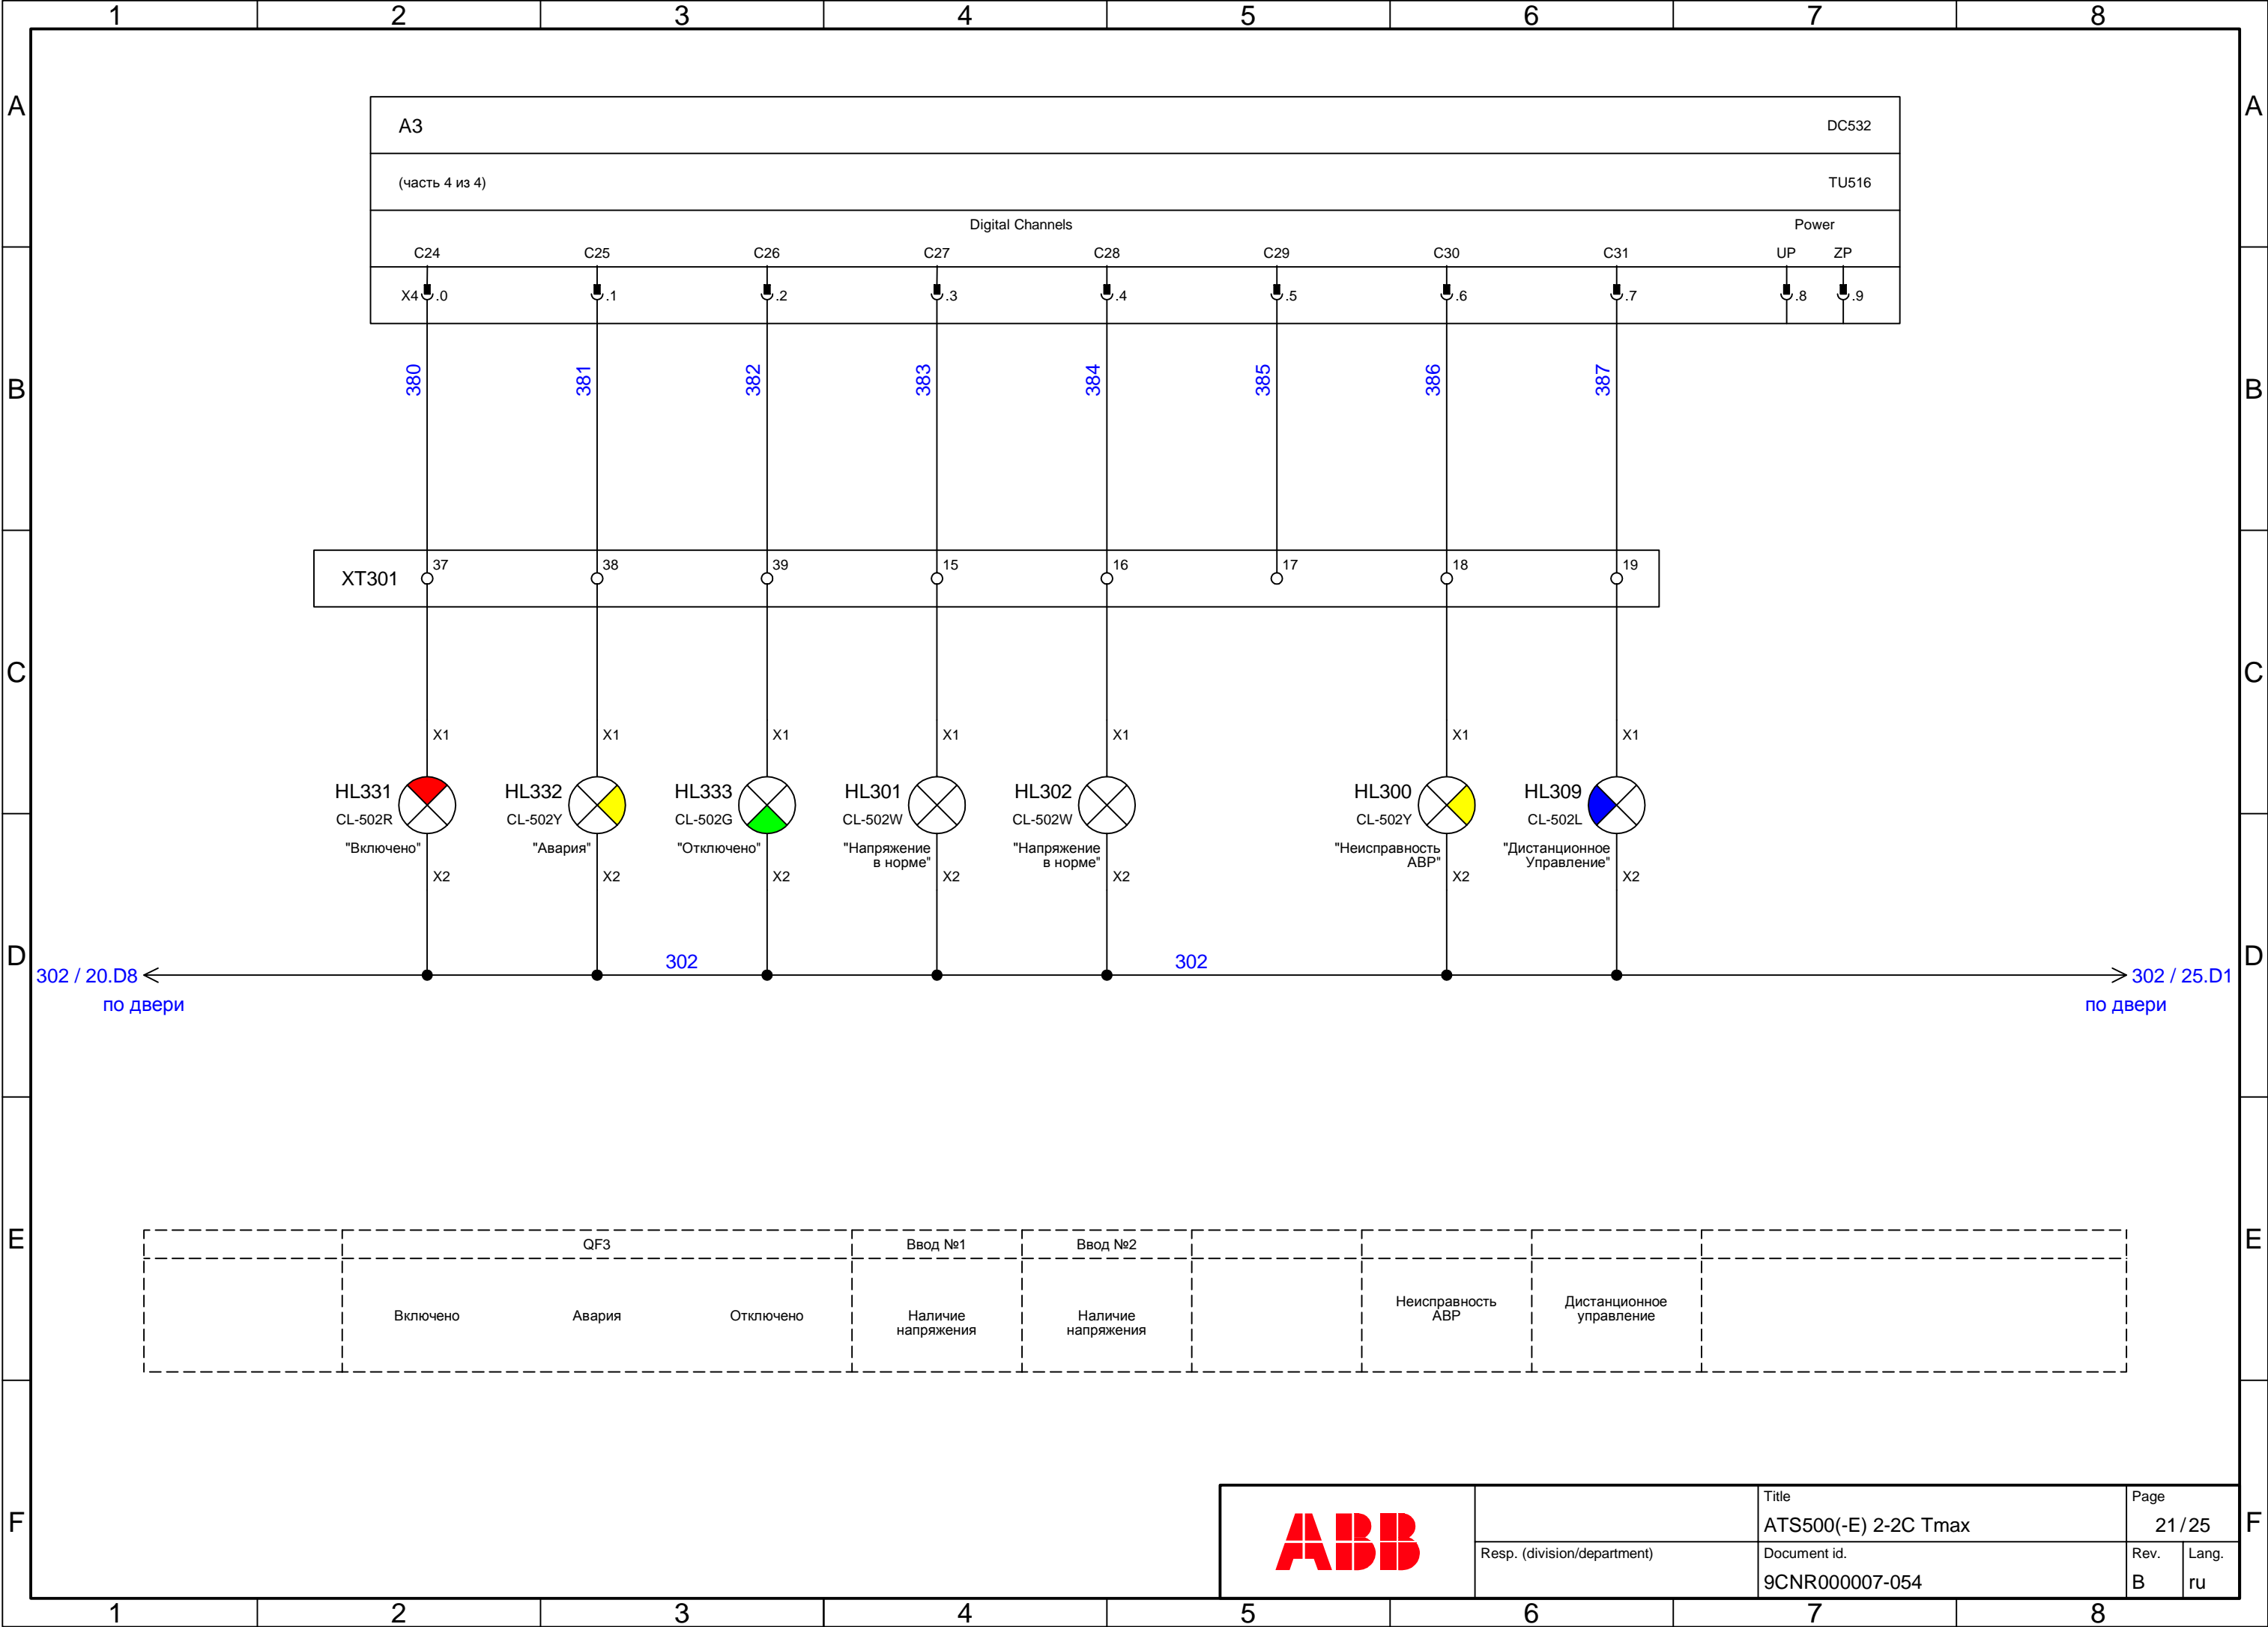 1 2 3 4 5 6 7 8
A A
A3 DC532
(часть 4 из 4) TU516
Digital Channels Power
C24 C25 C26 C27 C28 C29 C30 C31 UP ZP
X4 .0 .1 .2 .3 .4 .5 .6 .7 .8 .9
B B
380 381 382 383 384 385 386 387
XT301 37 38 39 15 16 17 18 19
C C
X1 X1 X1 X1 X1 X1 X1
HL331 HL332 HL333 HL301 HL302 HL300 HL309
CL-502R CL-502Y CL-502G CL-502W CL-502W CL-502Y CL-502L
"Включено" "Авария" "Отключено" "Напряжение "Напряжение "Неисправность "Дистанционное
в норме" в норме" АВР" Управление"
X2 X2 X2 X2 X2 X2 X2
D D
302 302
302 / 20.D8 302 / 25.D1
по двери по двери
E E
QF3 Ввод №1 Ввод №2
Включено Авария Отключено Наличие Наличие Неисправность Дистанционное
напряжения напряжения АВР управление
F F
ABB
Title Page
ATS500(-E) 2-2C Tmax 21/25
Resp. (division/department) Document id. Rev. Lang.
9CNR000007-054 B ru
1 2 3 4 5 6 7 8